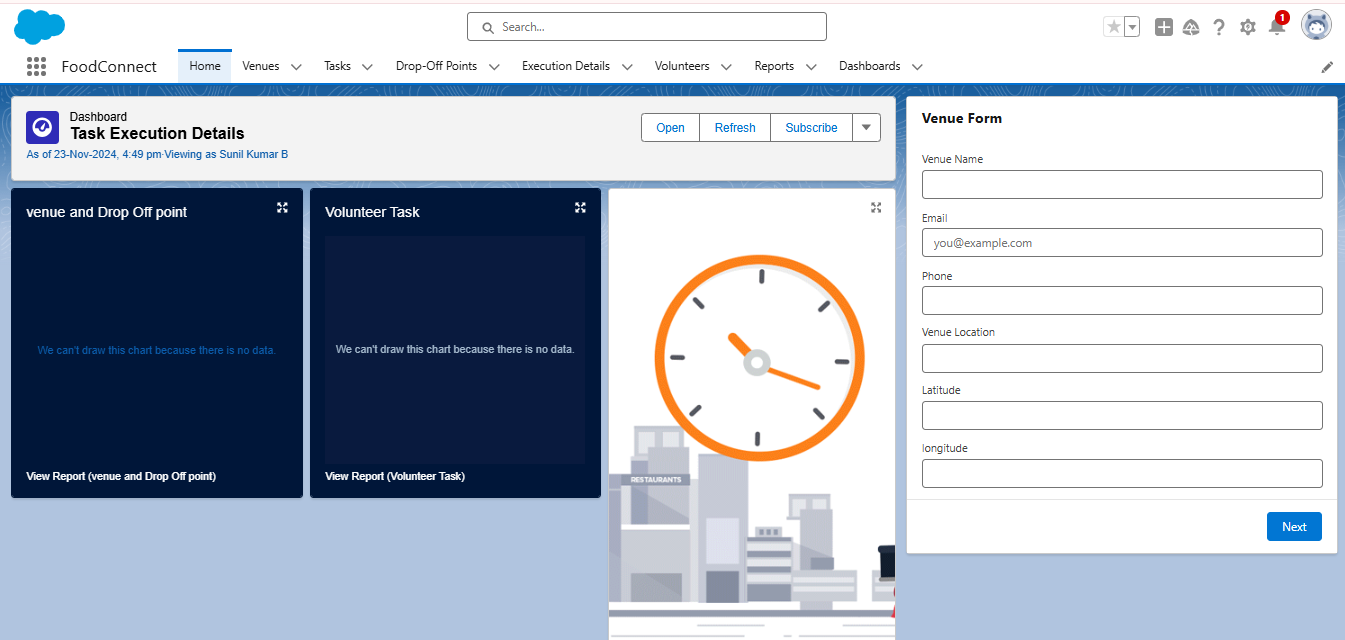 Search...
1
FoodConnect
Home
Venues
Tasks
Drop-Off Points
Execution Details
Volunteers
Reports
Dashboards
Dashboard
Task Execution Details
As of 23-Nov-2024, 4:49 pm·Viewing as Sunil Kumar B
Open
Refresh
Subscribe
venue and Drop Off point
We can't draw this chart because there is no data.
View Report (venue and Drop Off point)
Volunteer Task
We can't draw this chart because there is no data.
View Report (Volunteer Task)
RESTAURANTS
Venue Form
Venue Name
Email
you@example.com
Phone
Venue Location
Latitude
longitude
Next